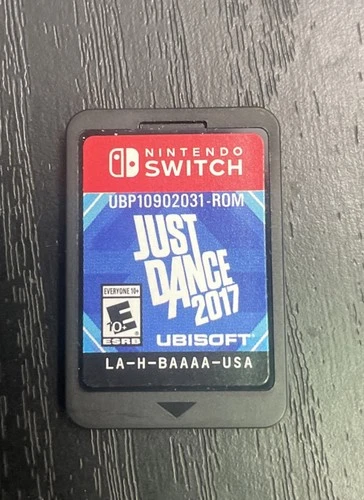 NINTENDO
SWITCH
UBP10902031-ROM
JUST
DANCE
2017
EVERYONE 10+
E
10+
ESRB
UBISOFT
LA-H-BAAAA-USA